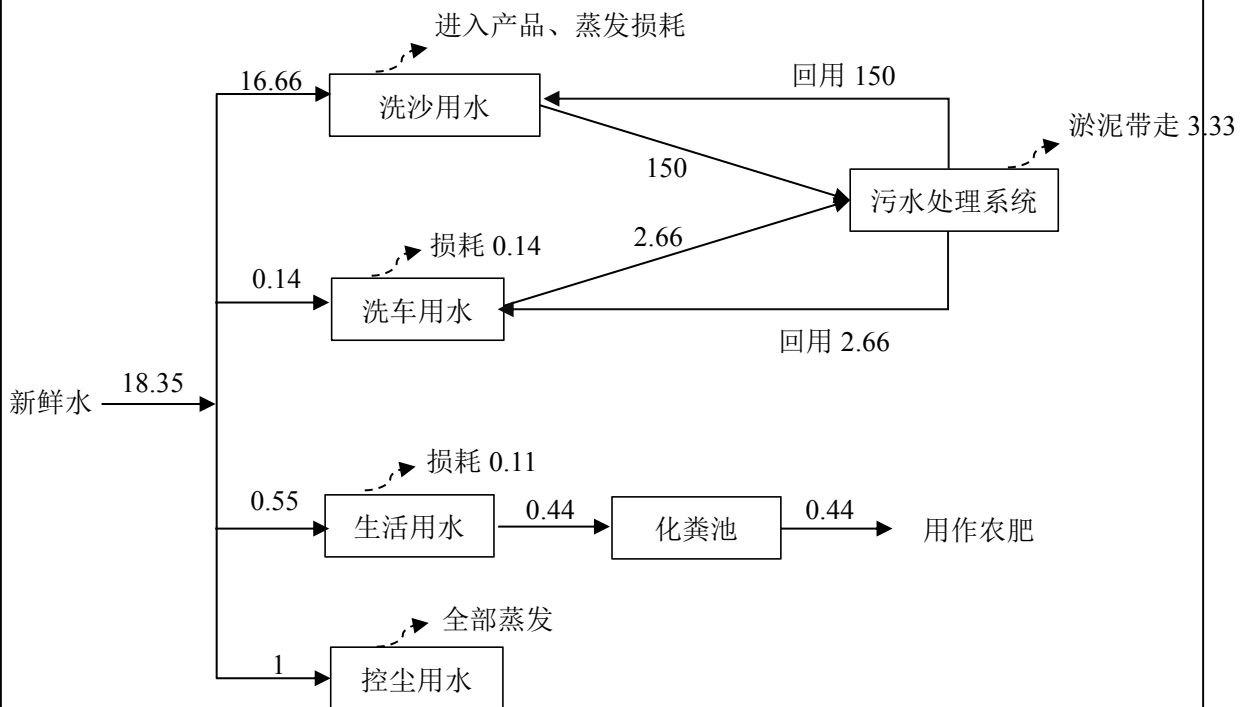 进入产品、蒸发损耗
16.66
洗沙用水
回用 150
淤泥带走 3.33
150
污水处理系统
损耗 0.14
2.66
0.14
洗车用水
回用 2.66
新鲜水
18.35
损耗 0.11
0.55
生活用水
0.44
化粪池
0.44
用作农肥
全部蒸发
1
控尘用水